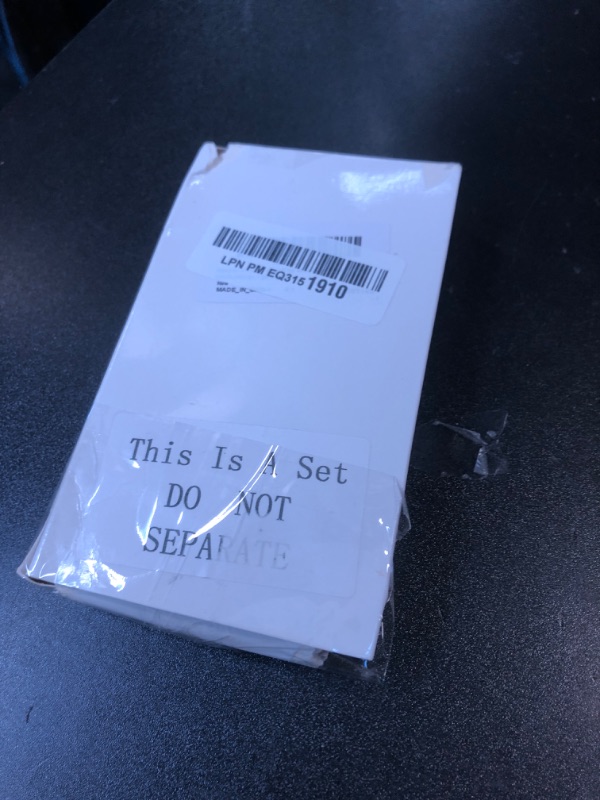 LPN PM EQ3151910
This Is A Set
DO NOT
SEPARATE